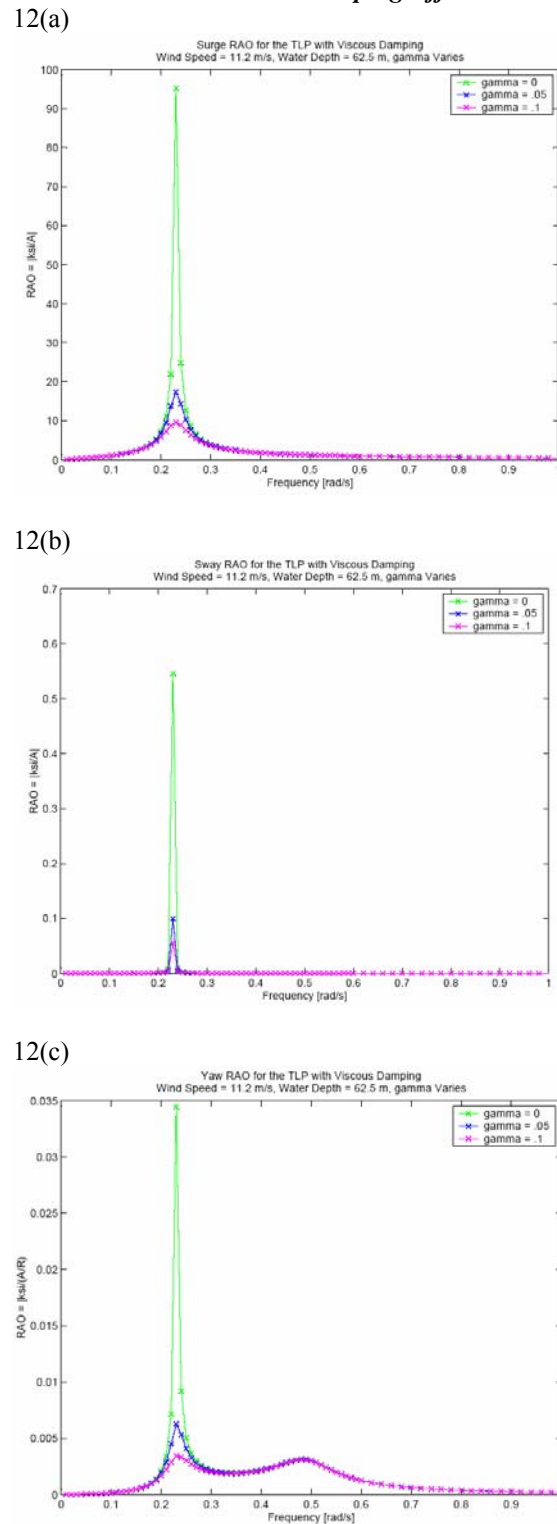 ping eff
12(a)
Surge RAO for the TLP with Viscous Damping
Wind Speed = 11.2 m/s, Water Depth = 62.5 m, gamma Varies
gamma = 0
gamma = .05
gamma = .1
100
90
80
70
60
50
40
30
20
10
0
RAO = |ksi/A|
0 0.1 0.2 0.3 0.4 0.5 0.6 0.7 0.8 0.9
Frequency [rad/s]
12(b)
Sway RAO for the TLP with Viscous Damping
Wind Speed = 11.2 m/s, Water Depth = 62.5 m, gamma Varies
gamma = 0
gamma = .05
gamma = .1
0.7
0.6
0.5
0.4
0.3
0.2
0.1
0
RAO = |ksi/A|
0 0.1 0.2 0.3 0.4 0.5 0.6 0.7 0.8 0.9 1
Frequency [rad/s]
12(c)
Yaw RAO for the TLP with Viscous Damping
Wind Speed = 11.2 m/s, Water Depth = 62.5 m, gamma Varies
gamma = 0
gamma = .05
gamma = .1
0.035
0.03
0.025
0.02
0.015
0.01
0.005
0
RAO = |ksi/(A/R)
0 0.1 0.2 0.3 0.4 0.5 0.6 0.7 0.8 0.9
Frequency [rad/s]